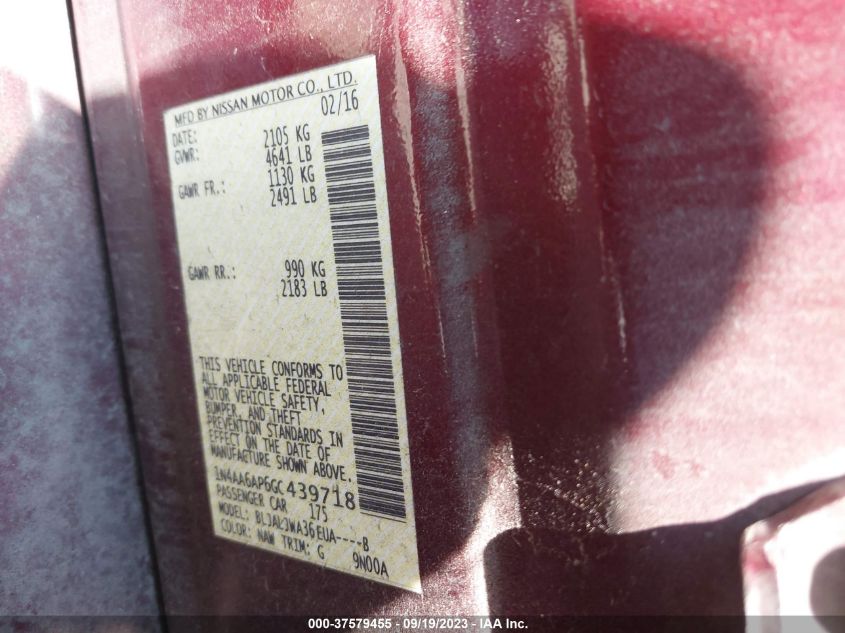 MFD BY NISSAN MOTOR CO., LTD.
DATE: 02/16
GVWR: 2105 KG
4641 LB
GAWR FR.: 1130 KG
2491 LB
GAWR RR.: 990 KG
2183 LB
THIS VEHICLE CONFORMS TO
ALL APPLICABLE FEDERAL
MOTOR VEHICLE SAFETY,
BUMPER, AND THEFT
PREVENTION STANDARDS IN
EFFECT ON THE DATE OF
MANUFACTURE SHOWN ABOVE.
1N4AA6AP6GC439718
PASSENGER CAR 175
MODEL: BLJALJWA36EUA----B
COLOR: NAW TRIM: G 9N00A
000-37579455 - 09/19/2023 - IAA Inc.